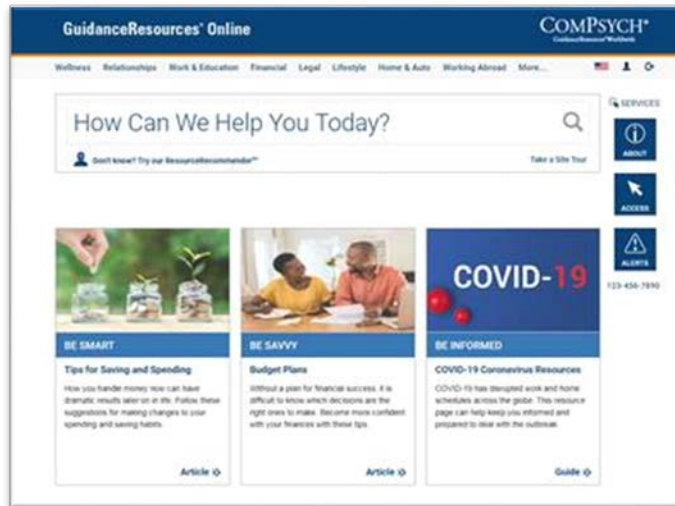 GuidanceResources® Online
COMPSYCH®
GuidanceResources® Worldwide
Wellness Relationships Work & Education Financial Legal Lifestyle Home & Auto Working Abroad More...
SERVICES
How Can We Help You Today?
Don't know? Try our ResourceRecommender℠
Take a Site Tour
ABOUT
ACCESS
ALERTS
123-456-7890
COVID-19
BE SMART
Tips for Saving and Spending
How you handle money now can have
dramatic results later on in life. Follow these
suggestions for making changes to your
spending and saving habits.
Article
BE SAVVY
Budget Plans
Without a plan for financial success, it is
difficult to know which decisions are the
right ones to make. Become more confident
with your finances with these tips.
Article
BE INFORMED
COVID-19 Coronavirus Resources
COVID-19 has disrupted work and home
schedules across the globe. This resource
page can help keep you informed and
prepared to deal with the outbreak.
Guide